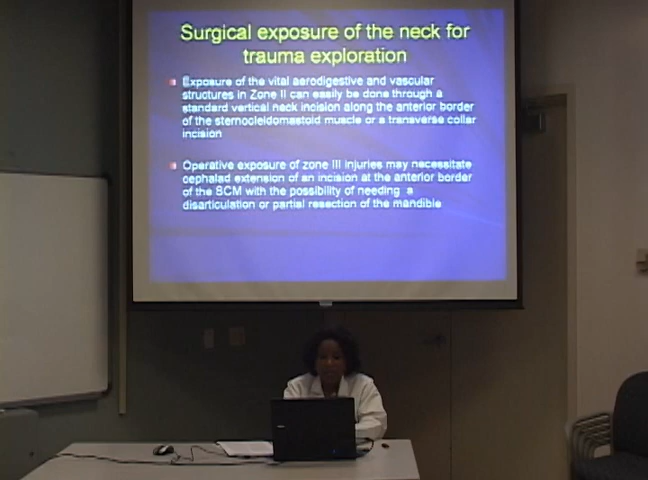 Surgical exposure of the neck for
trauma exploration
Exposure of the vital aerodigestive and vascular
structures in Zone II can easily be done through a
standard vertical neck incision along the anterior border
of the sternocleidomastoid muscle or a transverse collar
incision
Operative exposure of zone III injuries may necessitate
cephalad extension of an incision at the anterior border
of the SCM with the possibility of needing a
disarticulation or partial resection of the mandible